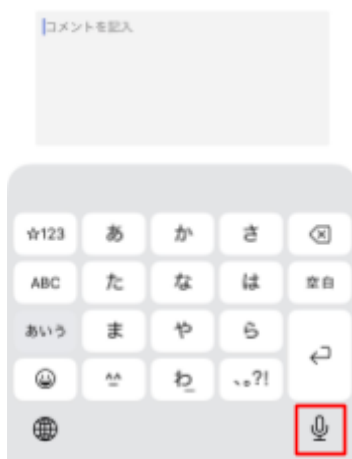 コメントを記入
☆123 あ か さ
ABC た な は 空白
あいう ま や ら
^^ わ_ 、。?!